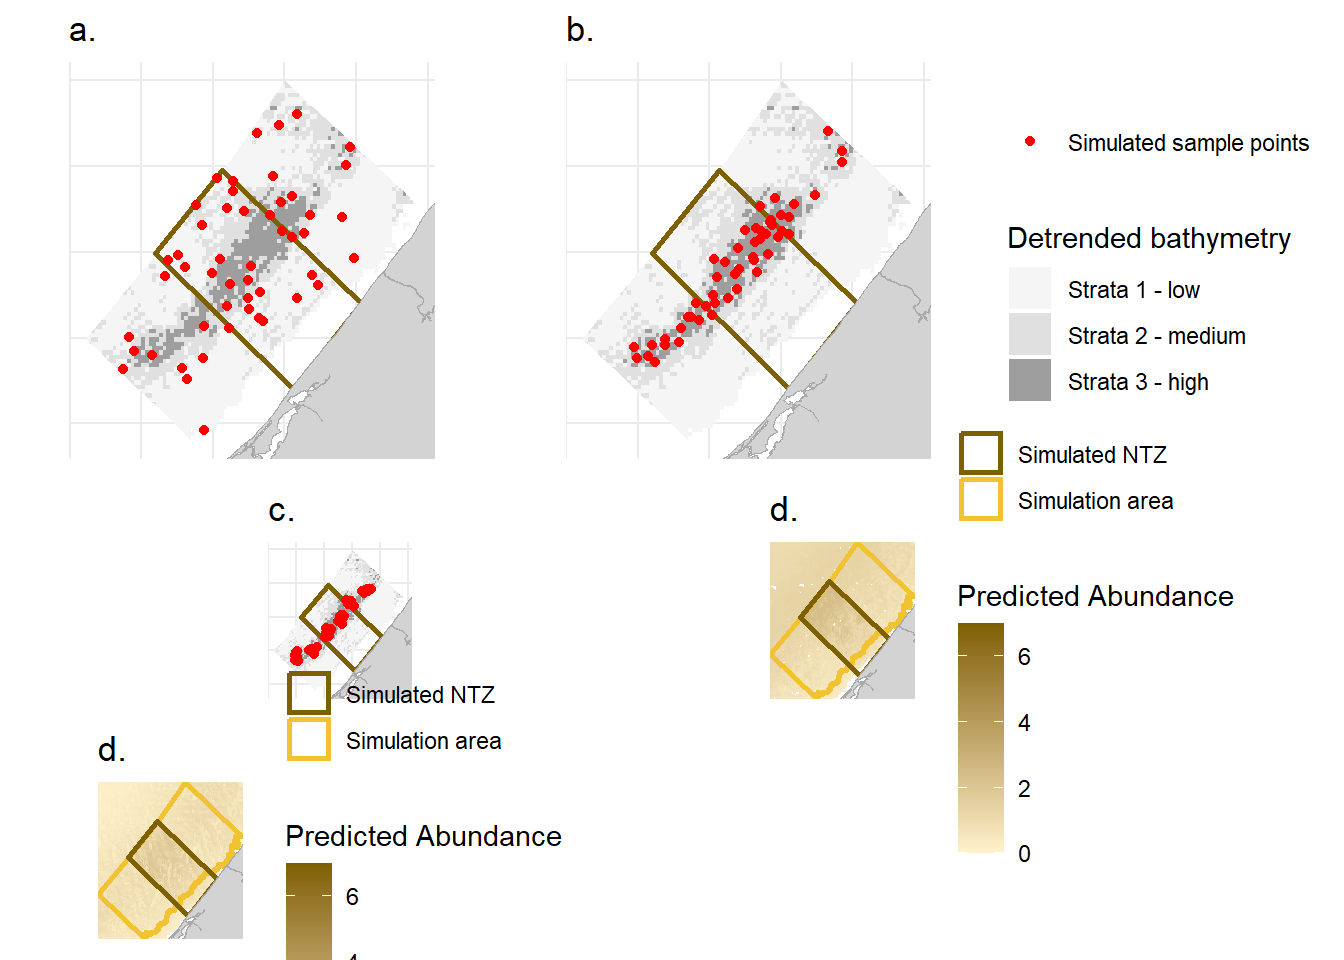 a.
b.
Simulated sample points
Detrended bathymetry
Strata 1 - low
Strata 2 - medium
Strata 3 - high
Simulated NTZ
Simulation area
c.
d.
Simulated NTZ
Simulation area
Predicted Abundance
6
4
2
0
d.
Predicted Abundance
6
4